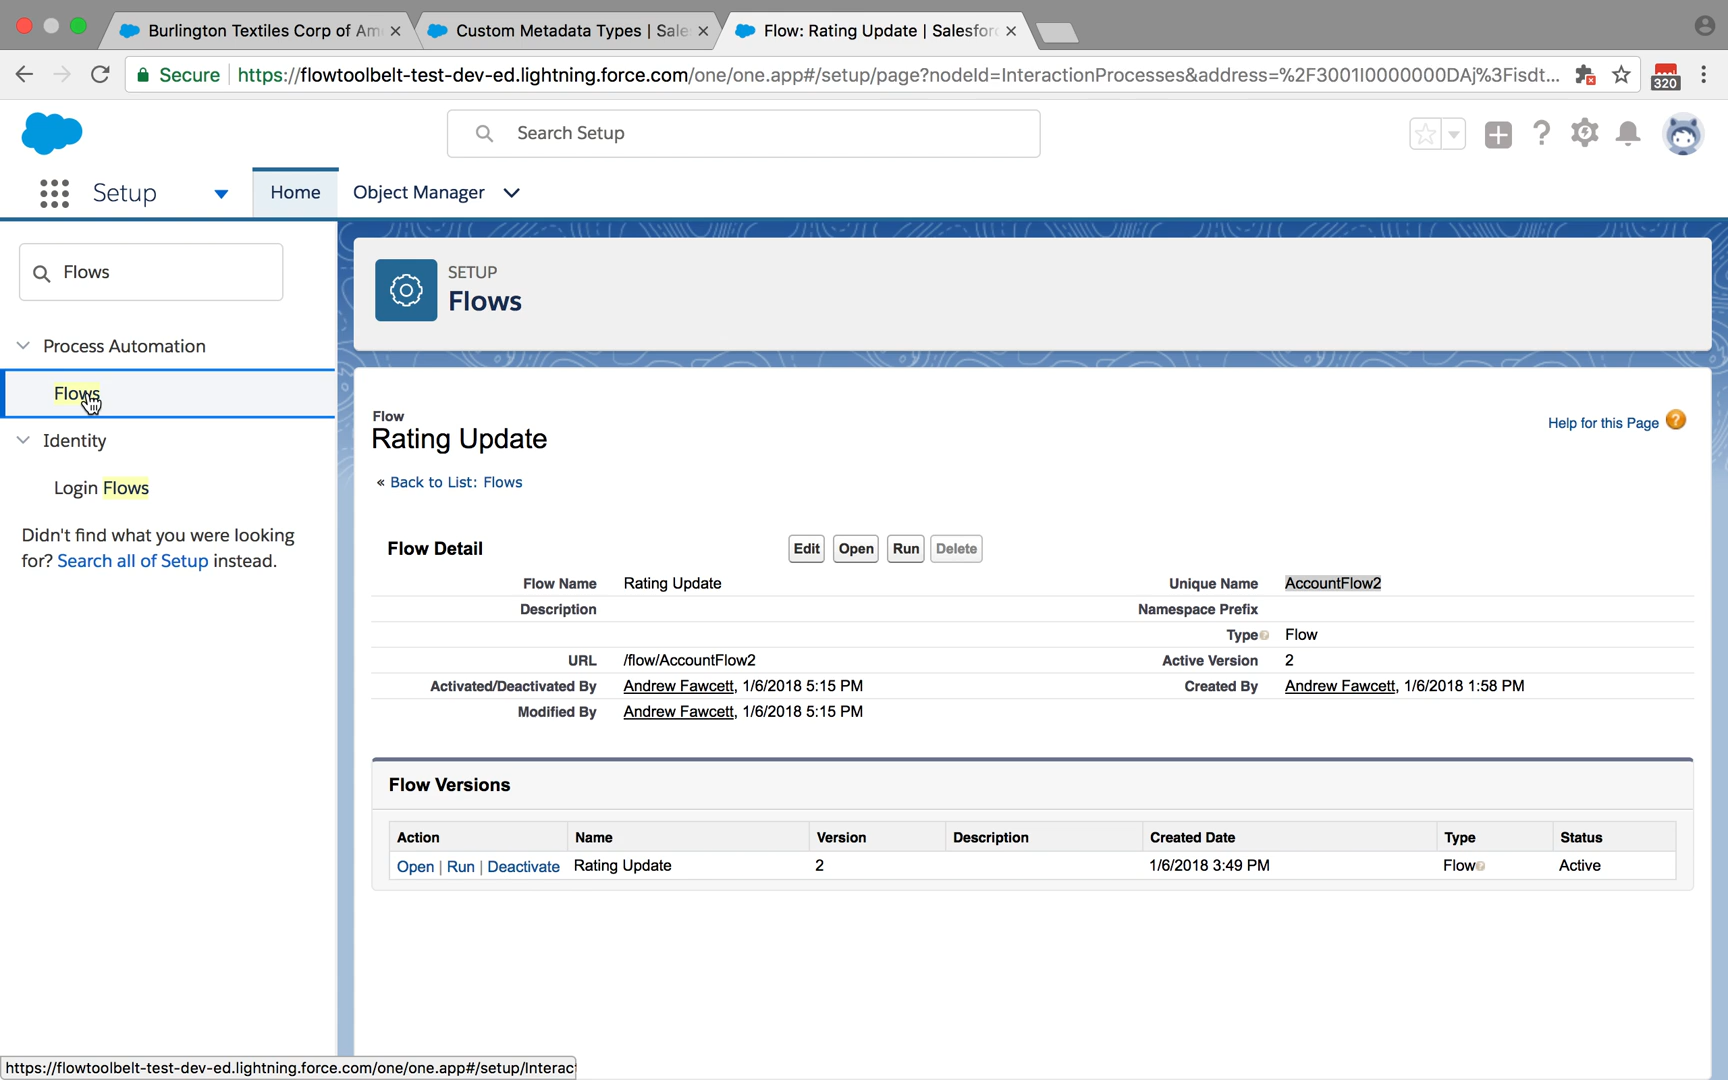 Burlington Textiles Corp of Am
Custom Metadata Types | Sale
Flow: Rating Update | Salesforc
Secure
https://flowtoolbelt-test-dev-ed.lightning.force.com/one/one.app#/setup/page?nodeId=InteractionProcesses&address=%2F3001I0000000DAj%3Fisdt...
320
Search Setup
Setup
Home
Object Manager
Flows
SETUP
Flows
Process Automation
Flows
Identity
Login Flows
Didn't find what you were looking
for? Search all of Setup instead.
Flow
Rating Update
Help for this Page
« Back to List: Flows
Flow Detail
Edit
Open
Run
Delete
Flow Name Rating Update Unique Name AccountFlow2
Description Namespace Prefix
Type Flow
URL /flow/AccountFlow2 Active Version 2
Activated/Deactivated By Andrew Fawcett, 1/6/2018 5:15 PM Created By Andrew Fawcett, 1/6/2018 1:58 PM
Modified By Andrew Fawcett, 1/6/2018 5:15 PM
Flow Versions
Action Name Version Description Created Date Type Status
Open | Run | Deactivate Rating Update 2 1/6/2018 3:49 PM Flow Active
https://flowtoolbelt-test-dev-ed.lightning.force.com/one/one.app#/setup/Interac